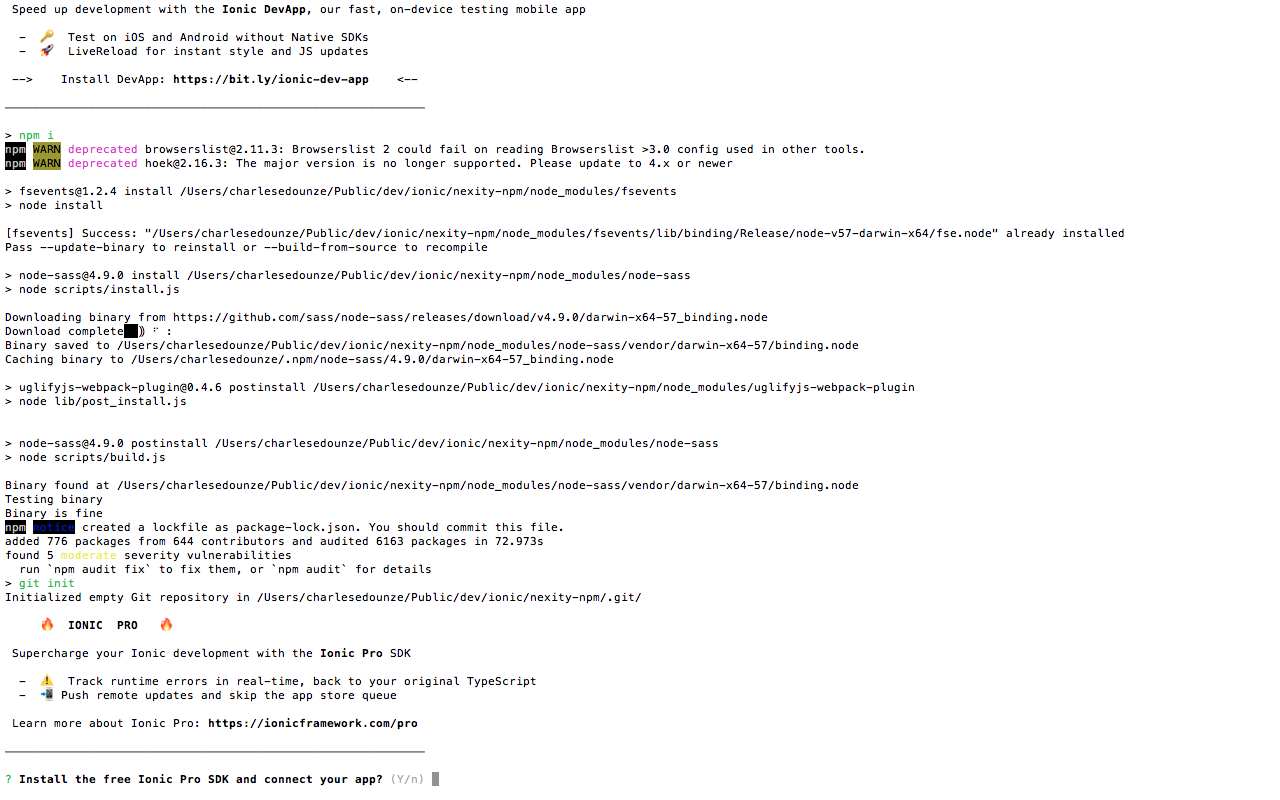 Speed up development with the Ionic DevApp, our fast, on-device testing mobile app
- 🔑 Test on iOS and Android without Native SDKs
- 🚀 LiveReload for instant style and JS updates
--> Install DevApp: https://bit.ly/ionic-dev-app <--
> npm i
npm WARN deprecated browserslist@2.11.3: Browserslist 2 could fail on reading Browserslist >3.0 config used in other tools.
npm WARN deprecated hoek@2.16.3: The major version is no longer supported. Please update to 4.x or newer
> fsevents@1.2.4 install /Users/charlesedounze/Public/dev/ionic/nexity-npm/node_modules/fsevents
> node install
[fsevents] Success: "/Users/charlesedounze/Public/dev/ionic/nexity-npm/node_modules/fsevents/lib/binding/Release/node-v57-darwin-x64/fse.node" already installed
Pass --update-binary to reinstall or --build-from-source to recompile
> node-sass@4.9.0 install /Users/charlesedounze/Public/dev/ionic/nexity-npm/node_modules/node-sass
> node scripts/install.js
Downloading binary from https://github.com/sass/node-sass/releases/download/v4.9.0/darwin-x64-57_binding.node
Download complete ⸩ ⠋ :
Binary saved to /Users/charlesedounze/Public/dev/ionic/nexity-npm/node_modules/node-sass/vendor/darwin-x64-57/binding.node
Caching binary to /Users/charlesedounze/.npm/node-sass/4.9.0/darwin-x64-57_binding.node
> uglifyjs-webpack-plugin@0.4.6 postinstall /Users/charlesedounze/Public/dev/ionic/nexity-npm/node_modules/uglifyjs-webpack-plugin
> node lib/post_install.js
> node-sass@4.9.0 postinstall /Users/charlesedounze/Public/dev/ionic/nexity-npm/node_modules/node-sass
> node scripts/build.js
Binary found at /Users/charlesedounze/Public/dev/ionic/nexity-npm/node_modules/node-sass/vendor/darwin-x64-57/binding.node
Testing binary
Binary is fine
npm notice created a lockfile as package-lock.json. You should commit this file.
added 776 packages from 644 contributors and audited 6163 packages in 72.973s
found 5 moderate severity vulnerabilities
run `npm audit fix` to fix them, or `npm audit` for details
> git init
Initialized empty Git repository in /Users/charlesedounze/Public/dev/ionic/nexity-npm/.git/
🔥 IONIC PRO 🔥
Supercharge your Ionic development with the Ionic Pro SDK
- ⚠️ Track runtime errors in real-time, back to your original TypeScript
- 📲 Push remote updates and skip the app store queue
Learn more about Ionic Pro: https://ionicframework.com/pro
? Install the free Ionic Pro SDK and connect your app? (Y/n)